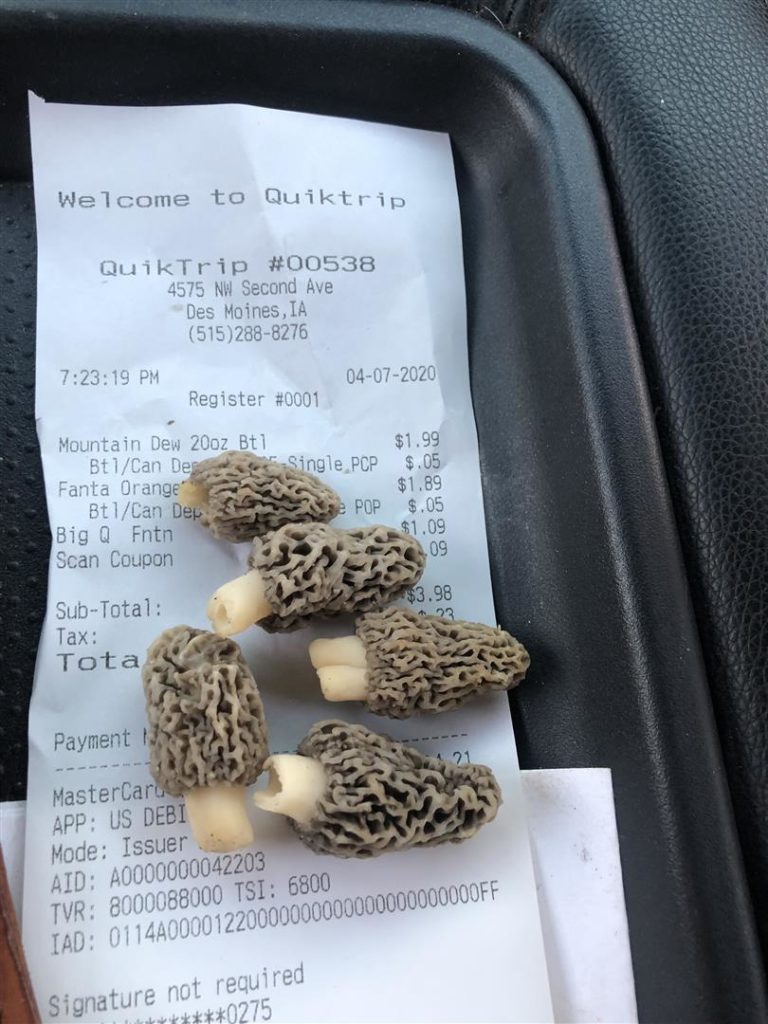 Welcome to Quiktrip
QuikTrip #00538
4575 NW Second Ave
Des Moines,IA
(515)288-8276
7:23:19 PM 04-07-2020
Register #0001
Mountain Dew 20oz Btl $1.99
Btl/Can Single PCP $.05
Fanta Orange $1.89
Btl/Can POP $.05
Big Q Fntn $1.09
Scan Coupon .09
Sub-Total: $3.98
Tax:
Payment
MasterCard
APP: US DEBI
Mode: Issuer
AID: A0000000042203
TVR: 8000088000 TSI: 6800
IAD:
Signature not required
0275